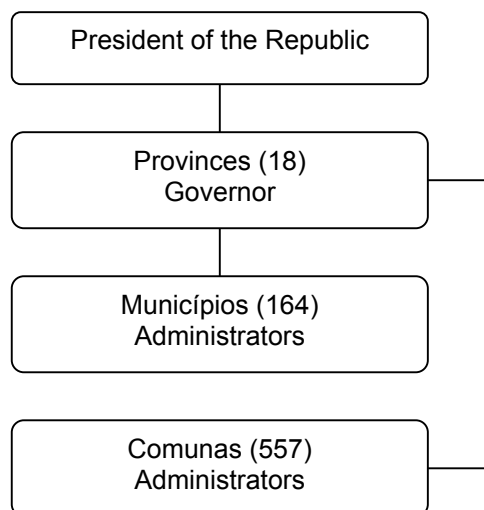 President of the Republic
Provinces (18)
Governor
Municípios (164)
Administrators
Comunas (557)
Administrators